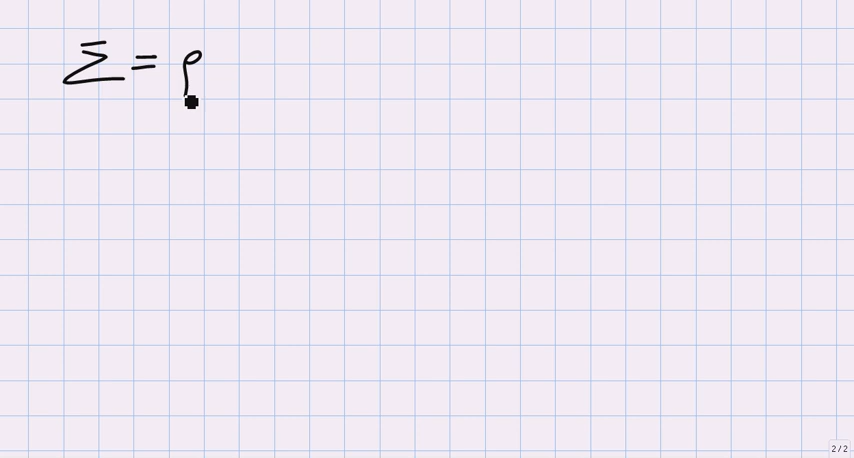 z̄ = ρ
2/2